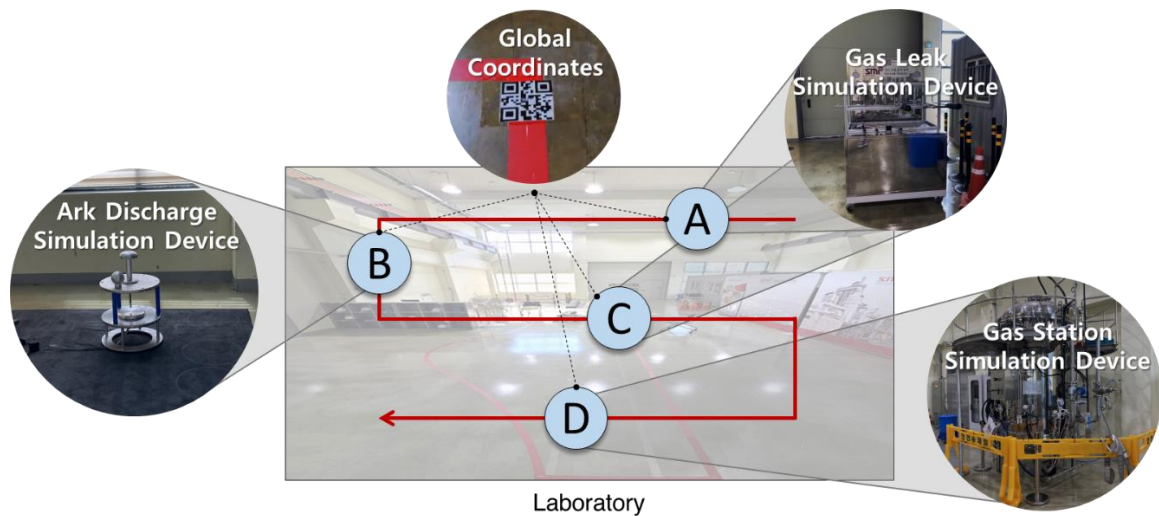 Global
Coordinates
Gas Leak
Simulation Device
Ark Discharge
Simulation Device
A
B
C
D
Gas Station
Simulation Device
Laboratory